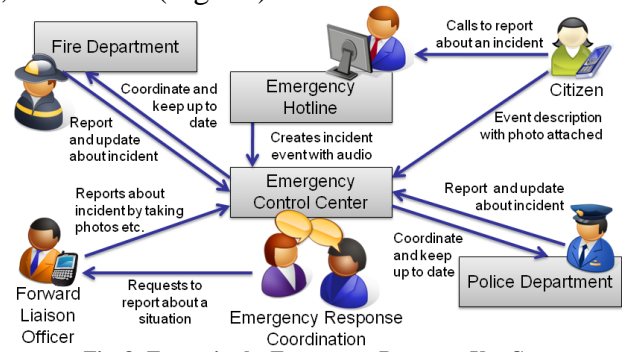 Fire Department
Calls to report
about an incident
Coordinate and
keep up to
date
Emergency
Hotline
Citizen
Report
and update
about incident
Event description
with photo attached
Creates incident
event with audio
Reports about
incident by taking
photos etc.
Emergency
Control Center
Report and update
about incident
Coordinate
and keep
up to date
Forward
Liaison
Officer
Requests to
report about a
situation
Emergency Response
Coordination
Police Department